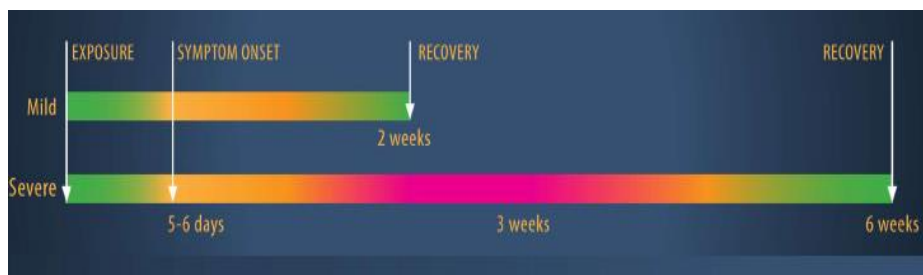 EXPOSURE SYMPTOM ONSET RECOVERY RECOVERY
Mild
2 weeks
Severe
5-6 days 3 weeks 6 weeks